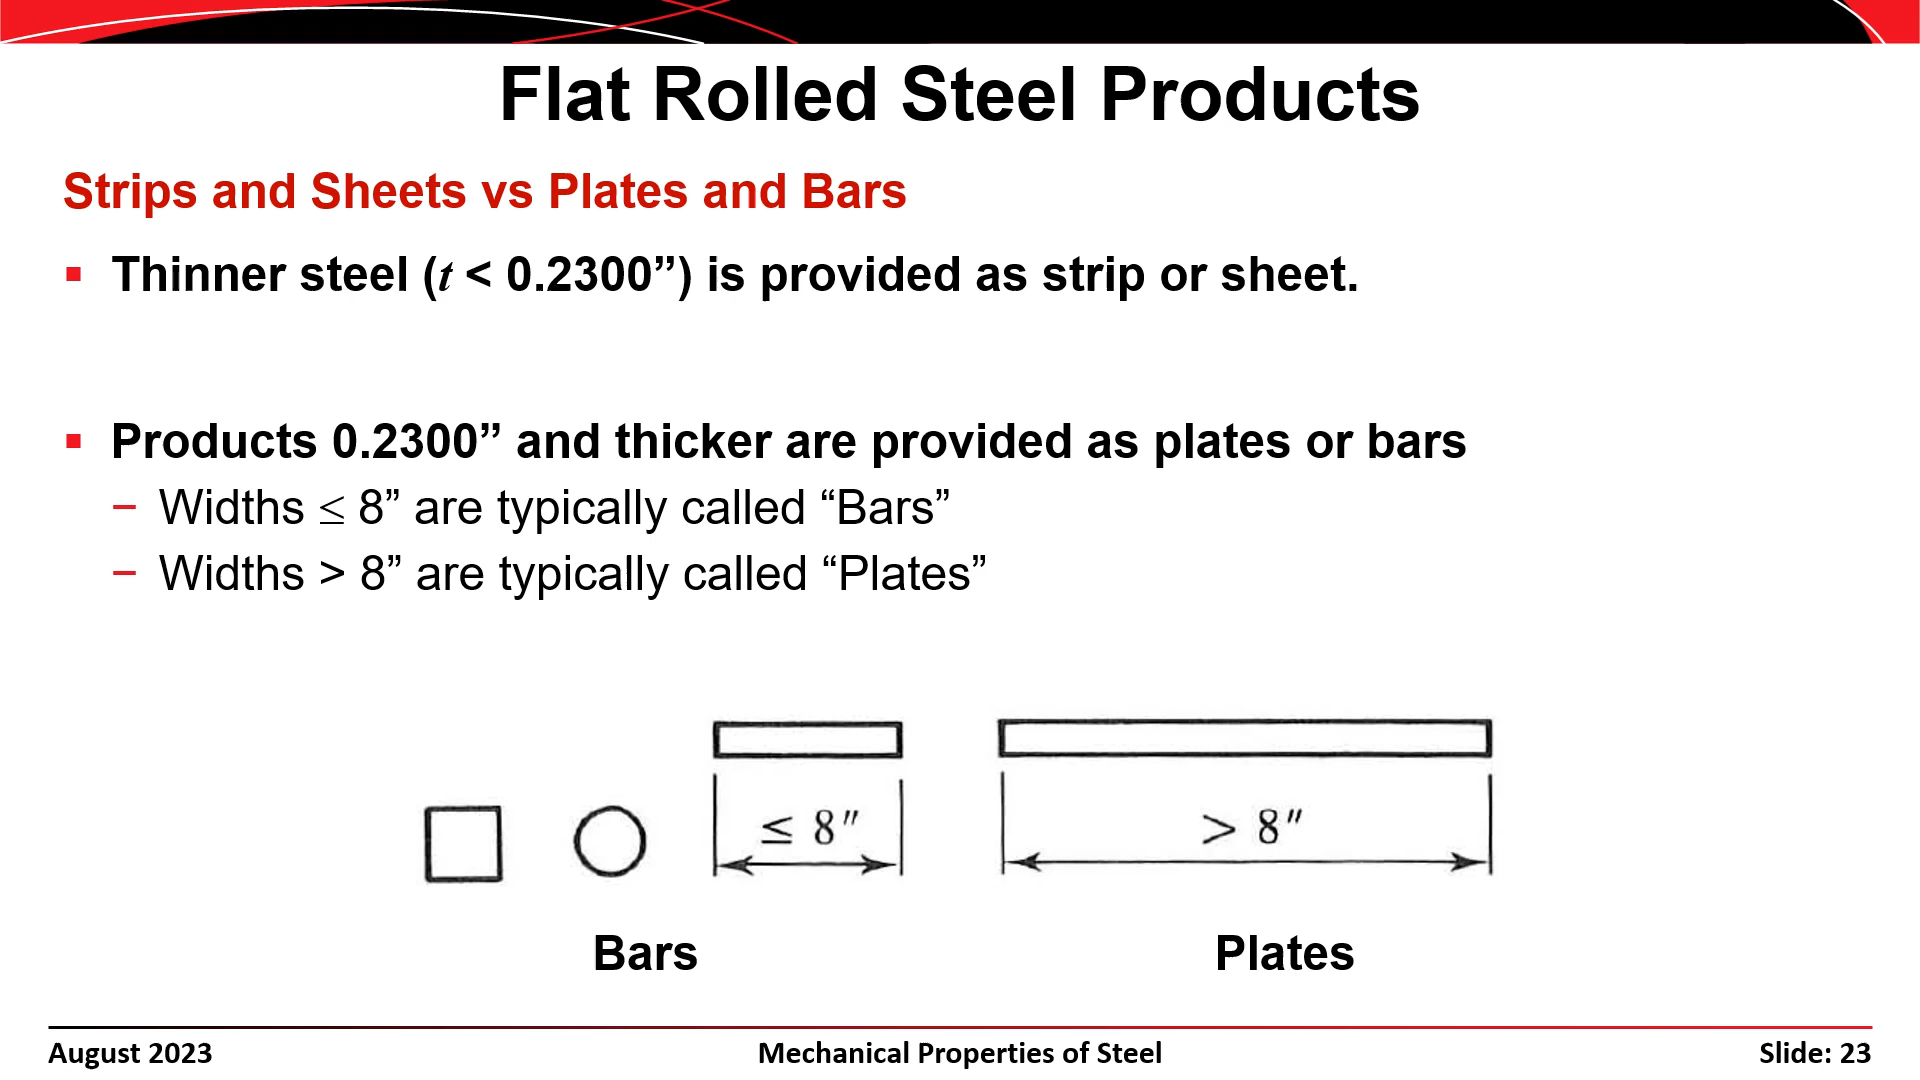 Flat Rolled Steel Products
Strips and Sheets vs Plates and Bars
▪ Thinner steel (t < 0.2300”) is provided as strip or sheet.
▪ Products 0.2300” and thicker are provided as plates or bars
− Widths ≤ 8” are typically called “Bars”
− Widths > 8” are typically called “Plates”
≤ 8″
> 8″
Bars
Plates
August 2023
Mechanical Properties of Steel
Slide: 23